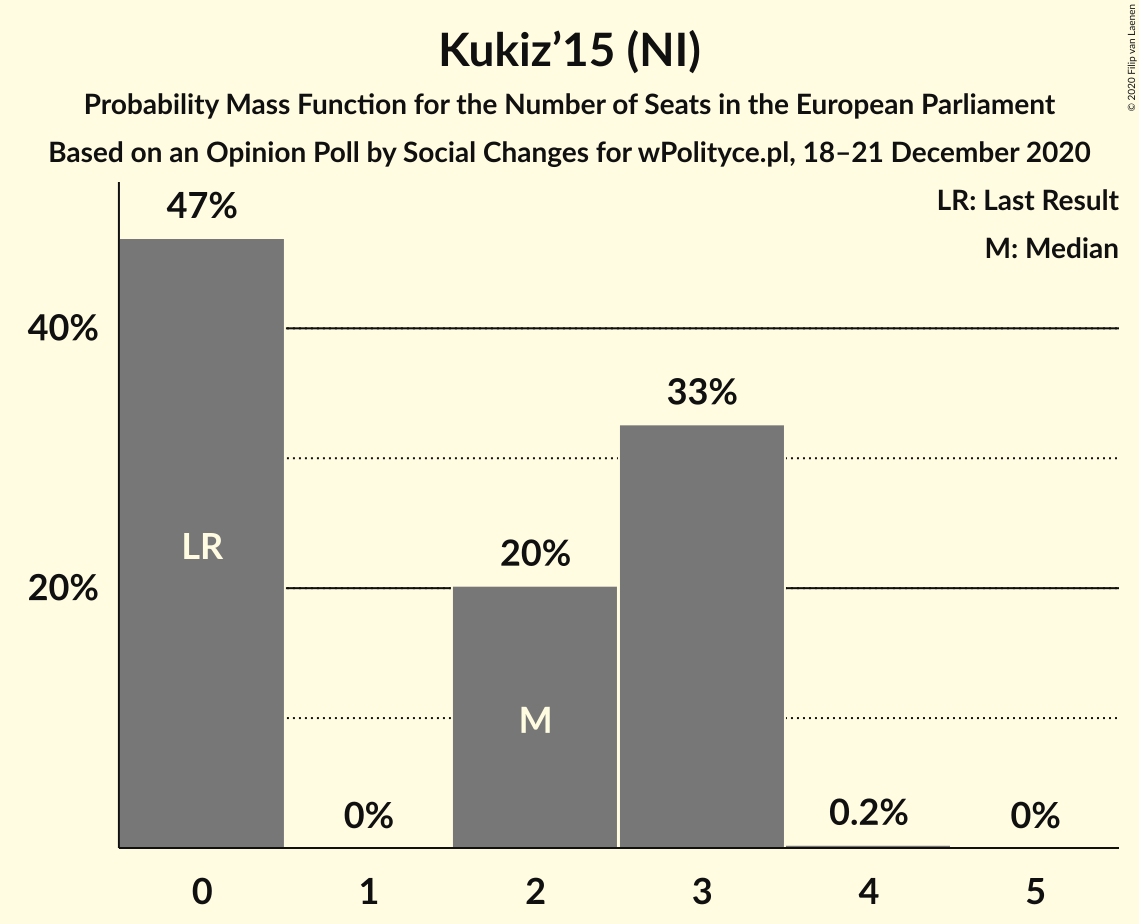 © 2020 Filip van Laenen
Kukiz’15 (NI)
Probability Mass Function for the Number of Seats in the European Parliament
Based on an Opinion Poll by Social Changes for wPolityce.pl, 18–21 December 2020
LR: Last Result
M: Median
47%
40%
33%
20%
20%
LR
M
0%
0.2%
0%
0 1 2 3 4 5